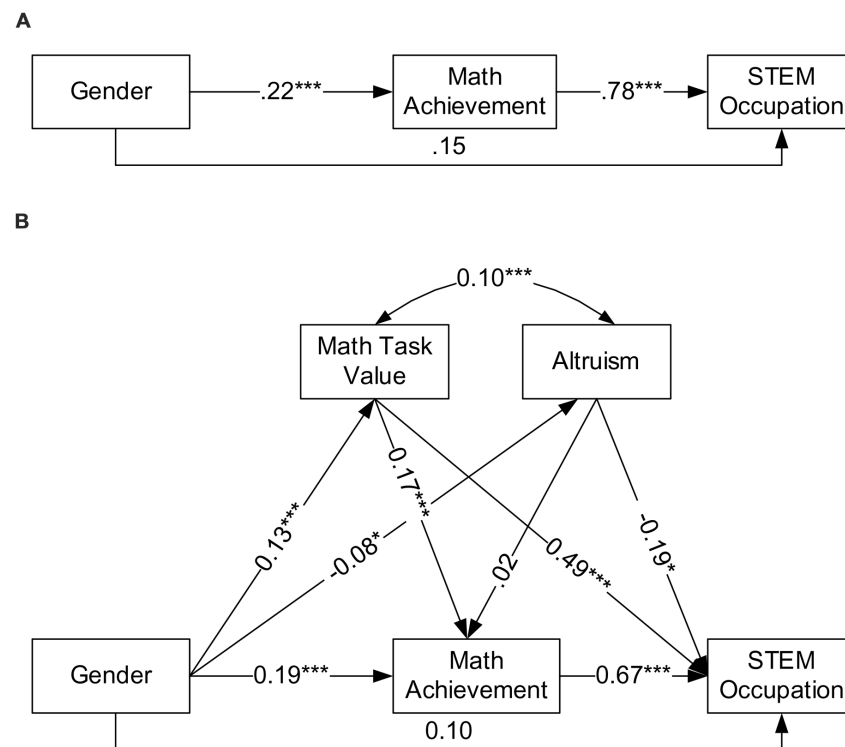 A
Gender
.22***
Math
Achievement
.78***
STEM
Occupation
.15
B
0.10***
Math Task
Value
Altruism
0.13***
-0.08*
0.17***
.02
0.49***
-0.19*
Gender
0.19***
Math
Achievement
0.67***
STEM
Occupation
0.10